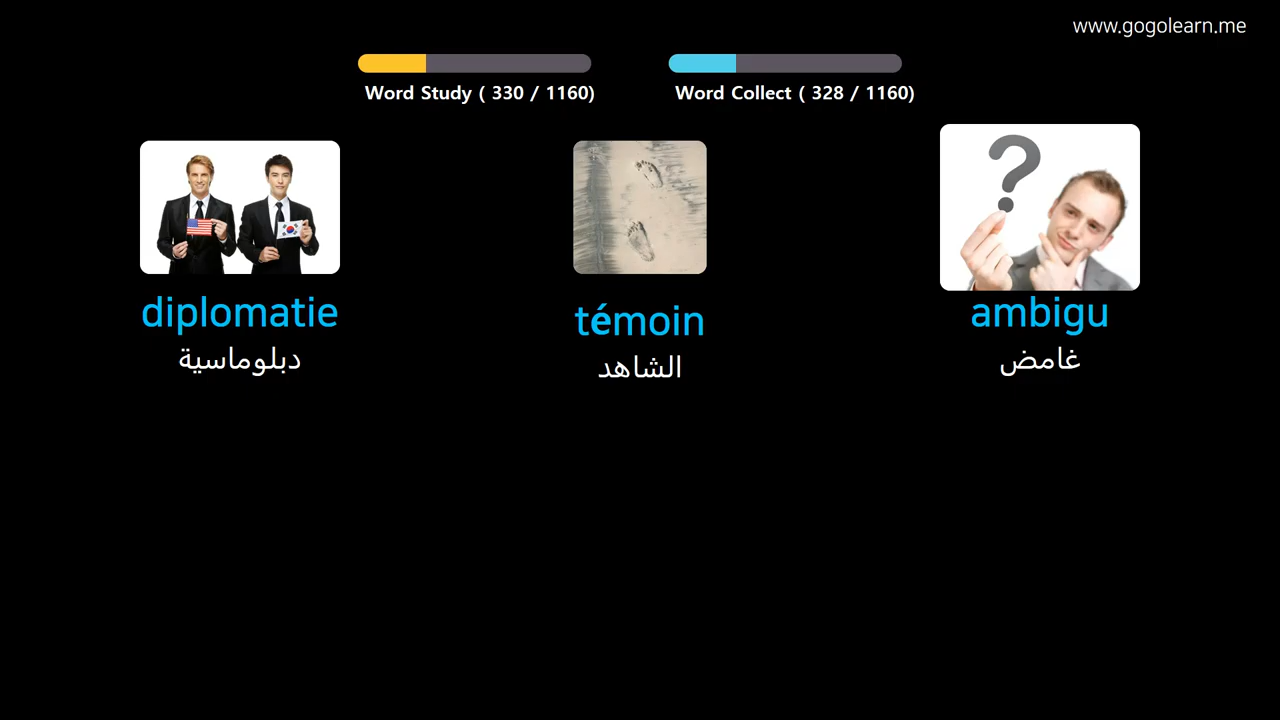 www.gogolearn.me
Word Study ( 330 / 1160)
Word Collect ( 328 / 1160)
diplomatie
دبلوماسية
témoin
الشاهد
ambigu
غامض